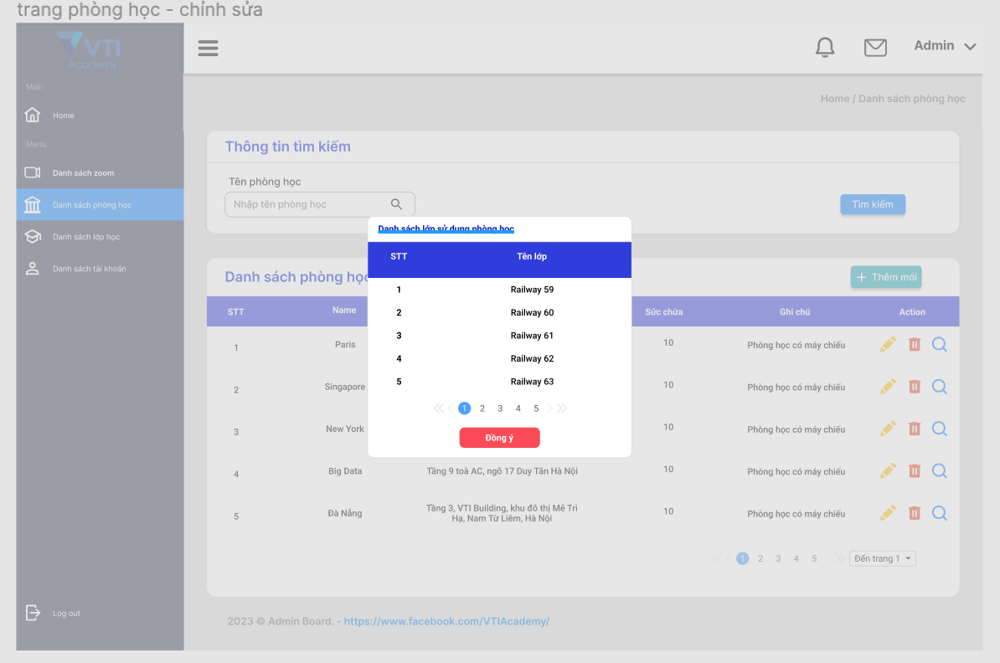 trang phòng học - chỉnh sửa
VTI
Academy
Admin
Main
Home
Menu
Danh sách zoom
Danh sách phòng học
Danh sách lớp học
Danh sách tài khoản
Log out
Home / Danh sách phòng học
Thông tin tìm kiếm
Tên phòng học
Nhập tên phòng học
Tìm kiếm
Danh sách lớp sử dụng phòng học
STT Tên lớp
1 Railway 59
2 Railway 60
3 Railway 61
4 Railway 62
5 Railway 63
1 2 3 4 5
Đồng ý
Danh sách phòng học
+ Thêm mới
STT Name Sức chứa Ghi chú Action
1 Paris 10 Phòng học có máy chiếu
2 Singapore 10 Phòng học có máy chiếu
3 New York 10 Phòng học có máy chiếu
4 Big Data Tầng 9 toà AC, ngõ 17 Duy Tân Hà Nội 10 Phòng học có máy chiếu
5 Đà Nẵng Tầng 3, VTI Building, khu đô thị Mê Trì 10 Phòng học có máy chiếu
Hạ, Nam Từ Liêm, Hà Nội
1 2 3 4 5 Đến trang 1
2023 © Admin Board. - https://www.facebook.com/VTIAcademy/